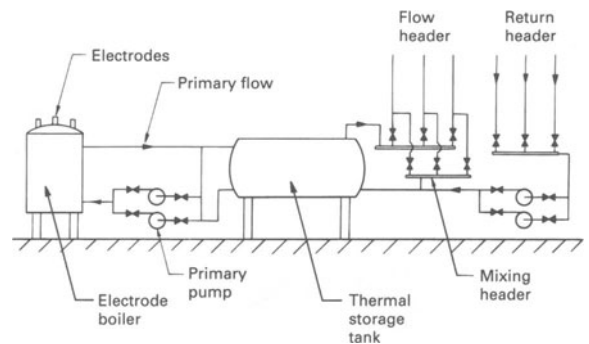 Flow
header
Return
header
Electrodes
Primary flow
Electrode
boiler
Primary
pump
Thermal
storage
tank
Mixing
header